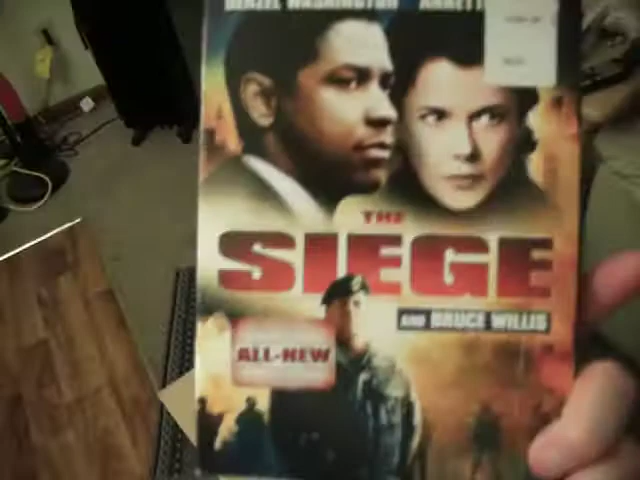 DENZEL WASHINGTON ANNETT
THE
SIEGE
AND BRUCE WILLIS
ALL-NEW